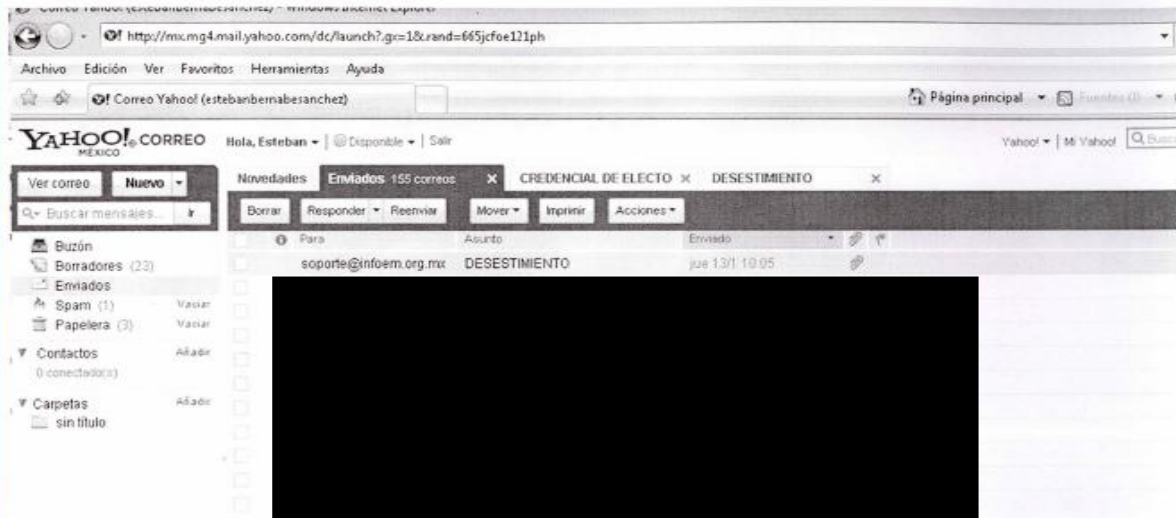 Correo Yahoo! (estebanbernabesanchez) - Windows Internet Explorer
http://mx.mg4.mail.yahoo.com/dc/launch?.gx=1&.rand=665jcfoe121ph
Archivo Edición Ver Favoritos Herramientas Ayuda
Correo Yahoo! (estebanbernabesanchez) Página principal Fuentes (J)
YAHOO! CORREO Hola, Esteban Disponible Salir Yahoo! Mi Yahoo!
MÉXICO
Ver correo Nuevo Novedades Enviados 155 correos X CREDENCIAL DE ELECTO X DESESTIMIENTO X
Buscar mensajes... Ir Borrar Responder Reenviar Mover Imprimir Acciones
Buzón Para Asunto Enviado
Borradores (23) soporte@infoem.org.mx DESESTIMIENTO jue 13/1 10:05
Enviados
Spam (1) Vaciar
Papelera (3) Vaciar
Contactos Añadir
0 conectado(s)
Carpetas Añadir
sin título